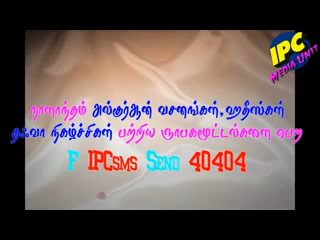 IPC
MEDIA UNIT
நாளாந்தம் அல்குர்ஆன் வசனங்கள்,ஹதீஸ்கள்
தஃவா நிகழ்ச்சிகள் பற்றிய ஞாபகமூட்டல்களை பெற
F IPCSMS SEND 40404